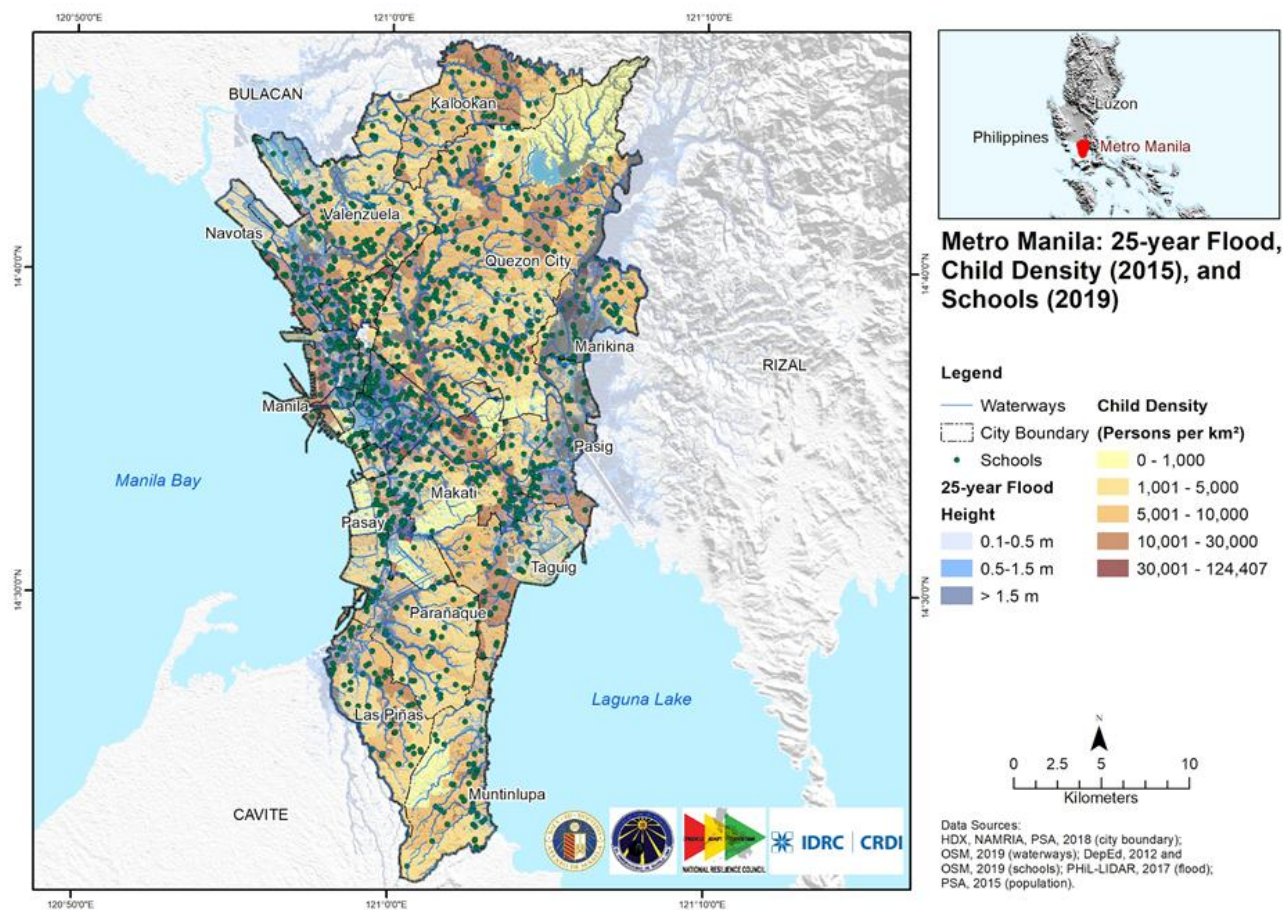 120°50'0"E
121°0'0"E
121°10'0"E
14°40'0"N
14°30'0"N
14°40'0"N
14°30'0"N
120°50'0"E
121°0'0"E
121°10'0"E
BULACAN
Kalookan
Valenzuela
Navotas
Quezon City
Marikina
RIZAL
Manila
Pasig
Manila Bay
Makati
Pasay
Taguig
Parañaque
Laguna Lake
Las Piñas
Muntinlupa
CAVITE
NATIONAL RESILIENCE COUNCIL
IDRC | CRDI
Luzon
Philippines
Metro Manila
Metro Manila: 25-year Flood,
Child Density (2015), and
Schools (2019)
Legend
Waterways
City Boundary
Schools
25-year Flood
Height
0.1-0.5 m
0.5-1.5 m
> 1.5 m
Child Density
(Persons per km²)
0 - 1,000
1,001 - 5,000
5,001 - 10,000
10,001 - 30,000
30,001 - 124,407
N
0 2.5 5 10
Kilometers
Data Sources:
HDX, NAMRIA, PSA, 2018 (city boundary);
OSM, 2019 (waterways); DepEd, 2012 and
OSM, 2019 (schools); PHiL-LIDAR, 2017 (flood);
PSA, 2015 (population).